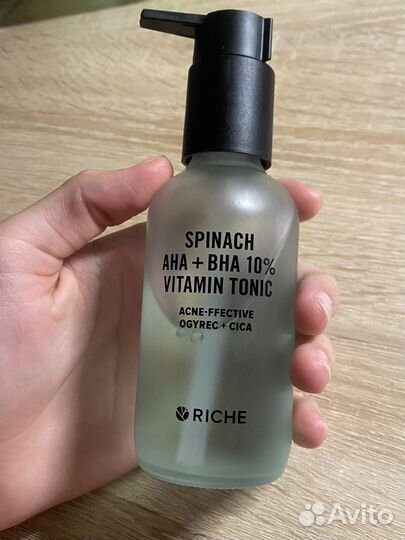 SPINACH
AHA + BHA 10%
VITAMIN TONIC
ACNE-FFECTIVE
OGYREC + CICA
RICHE
Avito